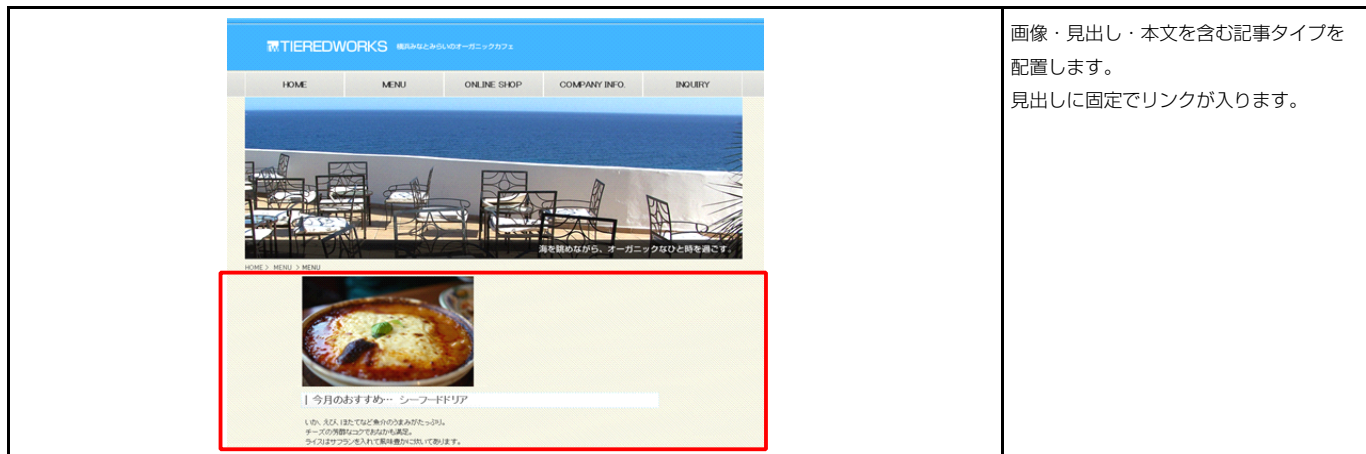 TIEREDWORKS 横浜みなとみらいのオーガニックカフェ
HOME MENU ONLINE SHOP COMPANY INFO. INQUIRY
海を眺めながら、オーガニックなひと時を過ごす。
HOME > MENU > MENU
今月のおすすめ… シーフードドリア
いか、えび、ほたてなど魚介のうまみがたっぷり。
チーズの芳醇なコクでおなかも満足。
ライスはサフランを入れて風味豊かに炊いてあります。
画像・見出し・本文を含む記事タイプを
配置します。
見出しに固定でリンクが入ります。